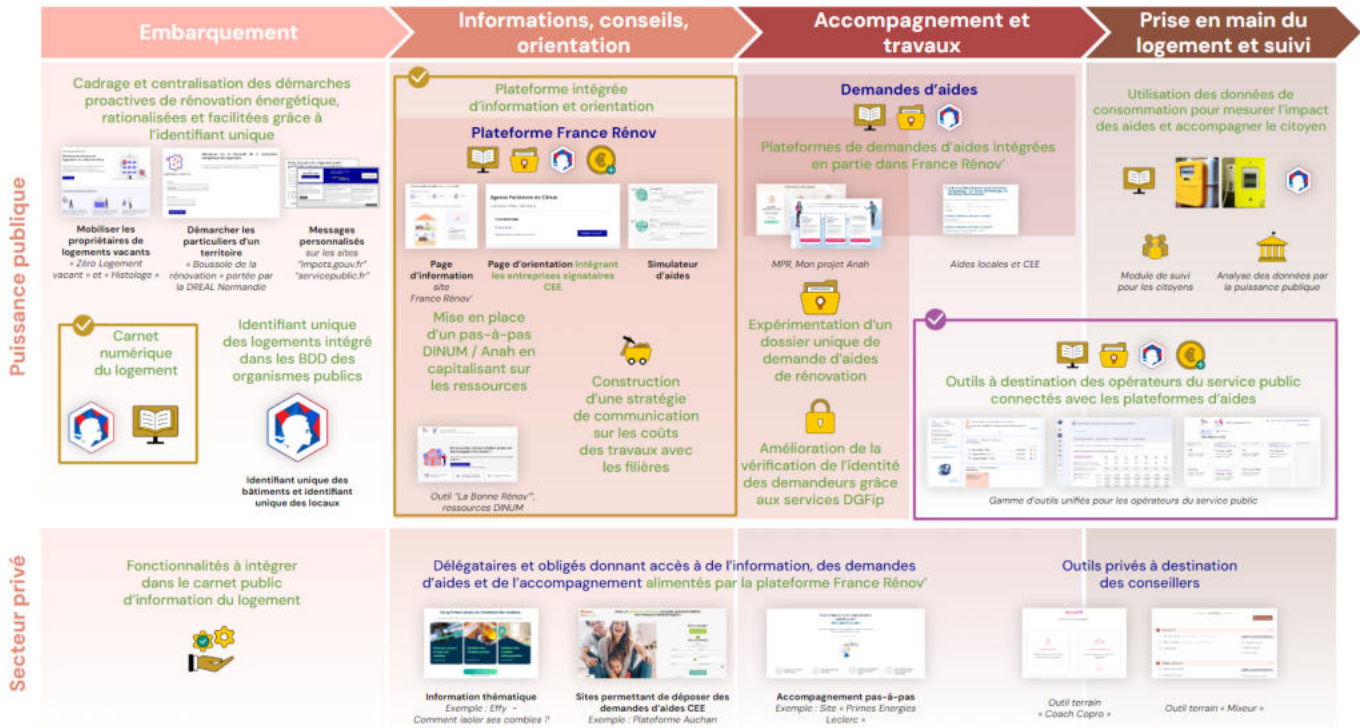 Embarquement
Informations, conseils,
orientation
Accompagnement et
travaux
Prise en main du
logement et suivi
Puissance publique
Cadrage et centralisation des démarches
proactives de rénovation énergétique,
rationalisées et facilitées grâce à
l'identifiant unique
Mobiliser les
propriétaires de
logements vacants
« Zéro Logement
vacant » et « Histologe »
Démarcher les
particuliers d'un
territoire
« Boussole de la
rénovation » portée par
la DREAL Normandie
Messages
personnalisés
sur les sites
"impots.gouv.fr"
"servicepublic.fr"
Carnet
numérique
du logement
Identifiant unique
des logements intégré
dans les BDD des
organismes publics
Identifiant unique des
bâtiments et identifiant
unique des locaux
Plateforme intégrée
d'information et orientation
Plateforme France Rénov
Agence Parisienne du Climat
Page
d'information
site
France Rénov'
Page d'orientation intégrant
les entreprises signataires
CEE
Simulateur
d'aides
Mise en place
d'un pas-à-pas
DINUM / Anah en
capitalisant sur
les ressources
Construction
d'une stratégie
de communication
sur les coûts
des travaux avec
les filières
Outil "La Bonne Rénov'",
ressources DINUM
Demandes d'aides
Plateformes de demandes d'aides intégrées
en partie dans France Rénov'
MPR, Mon projet Anah
Aides locales et CEE
Expérimentation d'un
dossier unique de
demande d'aides
de rénovation
Amélioration de la
vérification de l'identité
des demandeurs grâce
aux services DGFip
Utilisation des données de
consommation pour mesurer l'impact
des aides et accompagner le citoyen
Module de suivi
pour les citoyens
Analyse des données par
la puissance publique
Outils à destination des opérateurs du service public
connectés avec les plateformes d'aides
Gamme d'outils unifiés pour les opérateurs du service public
Secteur privé
Fonctionnalités à intégrer
dans le carnet public
d'information du logement
Délégataires et obligés donnant accès à de l'information, des demandes
d'aides et de l'accompagnement alimentés par la plateforme France Rénov'
Information thématique
Exemple : Effy -
Comment isoler ses combles ?
Sites permettant de déposer des
demandes d'aides CEE
Exemple : Plateforme Auchan
Accompagnement pas-à-pas
Exemple : Site « Primes Energies
Leclerc »
Outils privés à destination
des conseillers
Outil terrain
« Coach Copro »
Outil terrain « Mixeur »